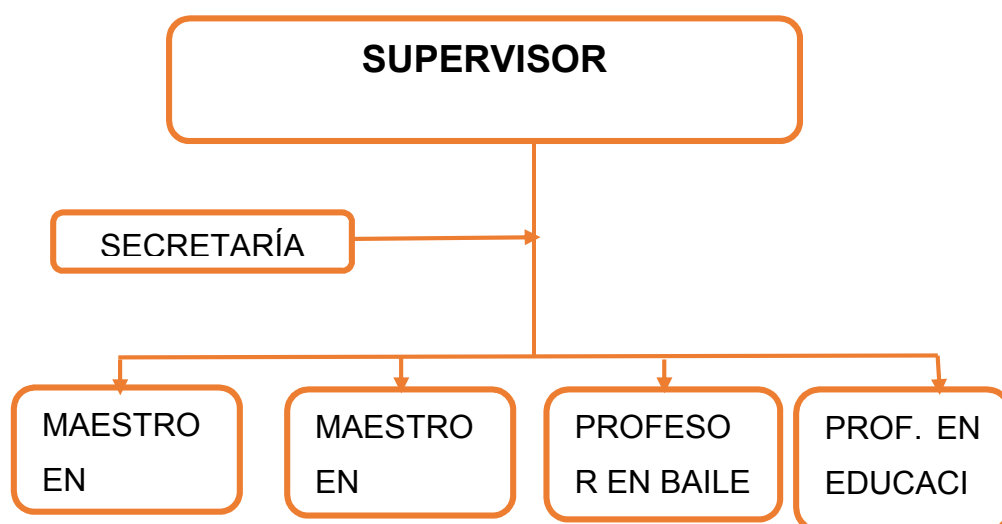 SUPERVISOR
SECRETARÍA
MAESTRO
EN
MAESTRO
EN
PROFESO
R EN BAILE
PROF. EN
EDUCACI